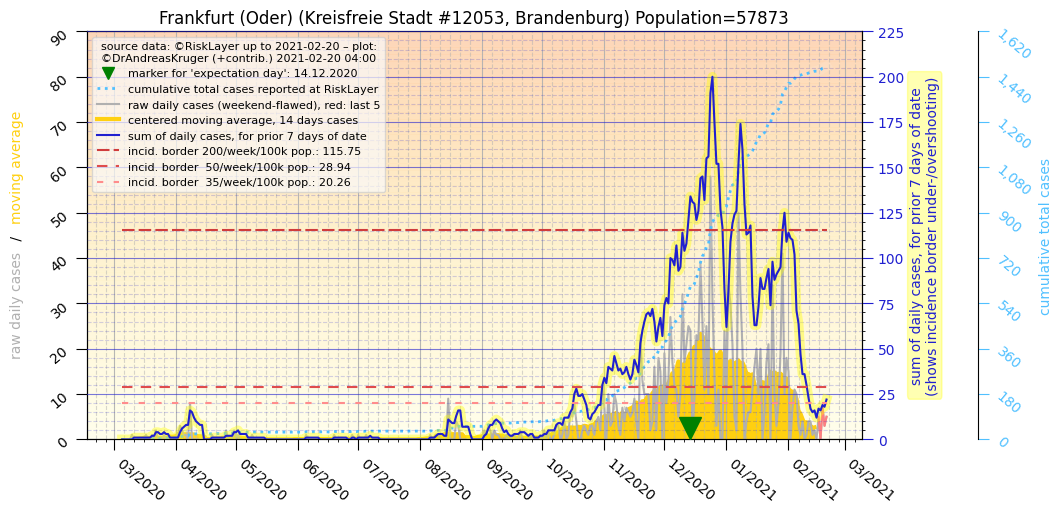 Frankfurt (Oder) (Kreisfreie Stadt #12053, Brandenburg) Population=57873
source data: ©RiskLayer up to 2021-02-20 – plot:
©DrAndreasKruger (+contrib.) 2021-02-20 04:00
marker for 'expectation day': 14.12.2020
cumulative total cases reported at RiskLayer
raw daily cases (weekend-flawed), red: last 5
centered moving average, 14 days cases
sum of daily cases, for prior 7 days of date
incid. border 200/week/100k pop.: 115.75
incid. border  50/week/100k pop.: 28.94
incid. border  35/week/100k pop.: 20.26
raw daily cases / moving average
90
80
70
60
50
40
30
20
10
0
03/2020
04/2020
05/2020
06/2020
07/2020
08/2020
09/2020
10/2020
11/2020
12/2020
01/2021
02/2021
03/2021
225
200
175
150
125
100
75
50
25
0
sum of daily cases, for prior 7 days of date
(shows incidence border under-/overshooting)
1,620
1,440
1,260
1,080
900
720
540
360
180
0
cumulative total cases